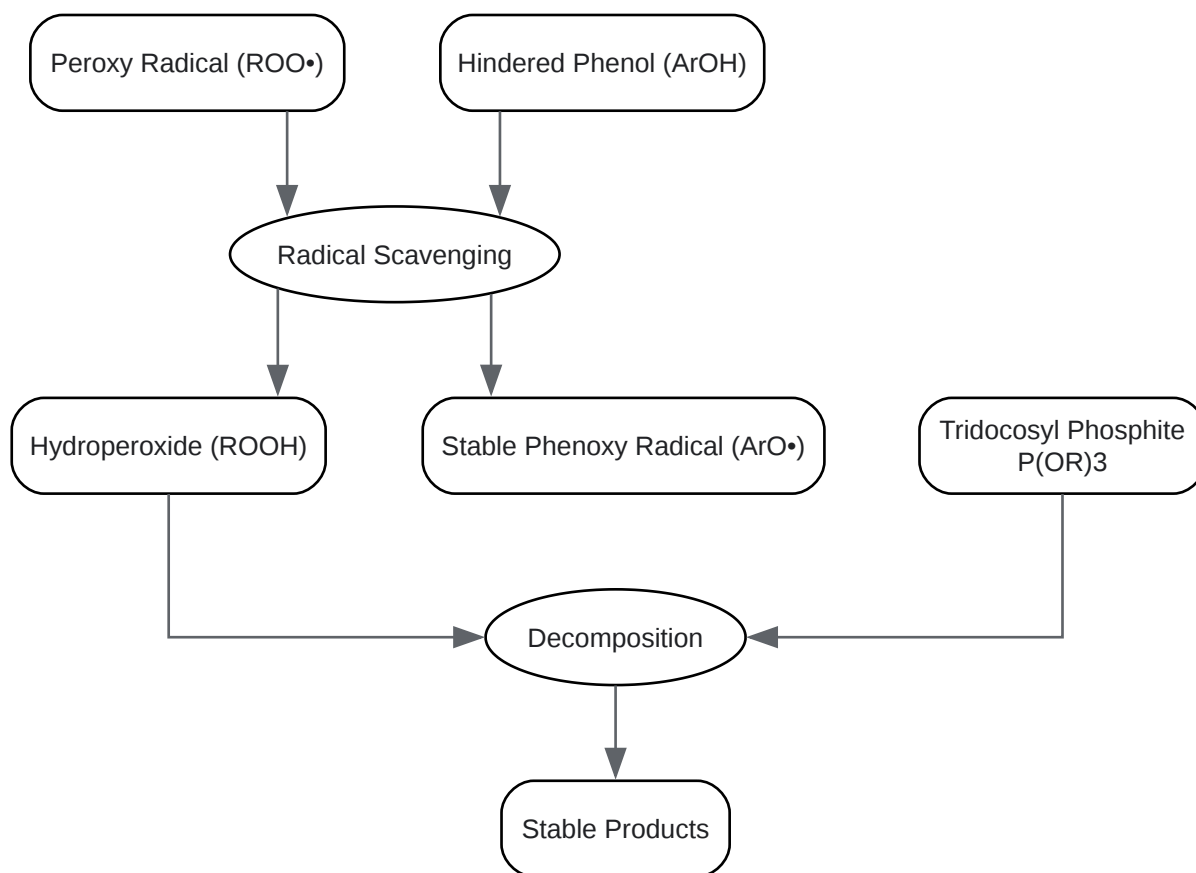 Peroxy Radical (ROO•)
Hindered Phenol (ArOH)
Radical Scavenging
Hydroperoxide (ROOH)
Stable Phenoxy Radical (ArO•)
Tridocosyl Phosphite
P(OR)3
Decomposition
Stable Products